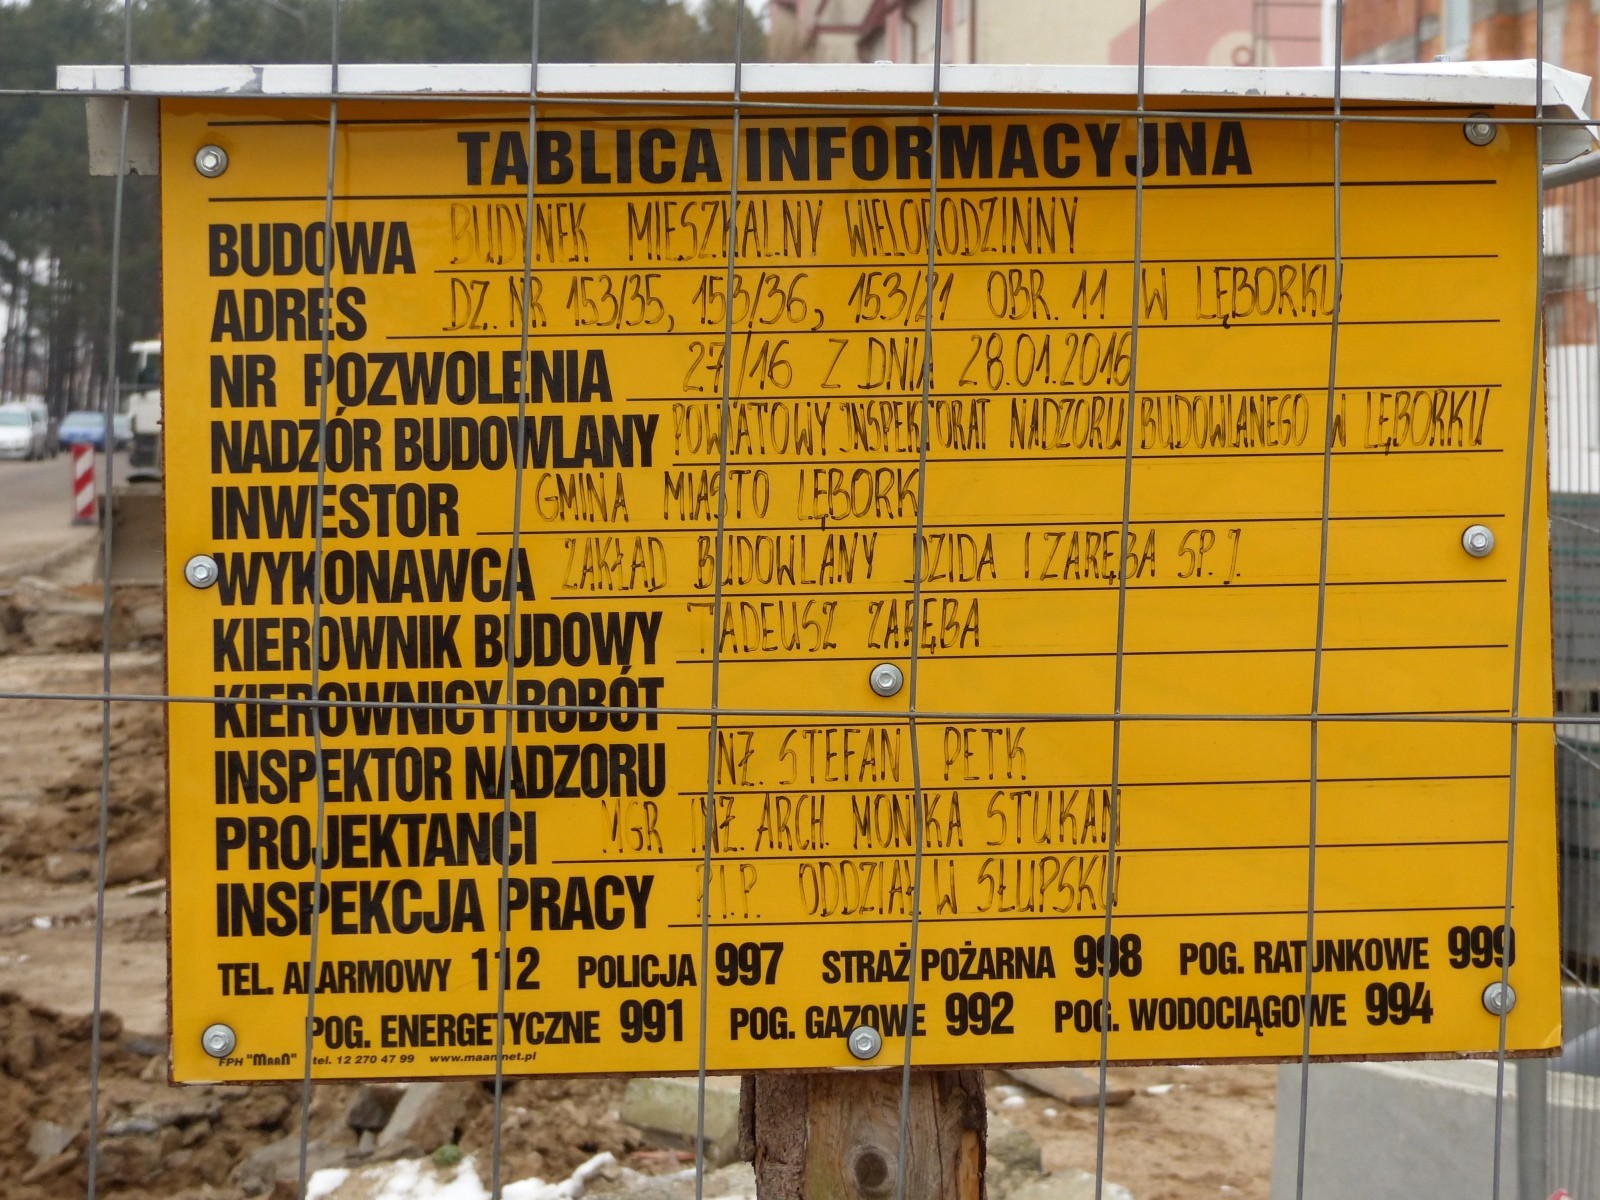 TABLICA INFORMACYJNA
BUDOWA BUDYNEK MIESZKALNY WIELORODZINNY
ADRES DZ. NR 153/35, 153/36, 153/21 OBR. 11 W LĘBORKU
NR POZWOLENIA 27/16 Z DNIA 28.01.2016
NADZÓR BUDOWLANY POWIATOWY INSPEKTORAT NADZORU BUDOWLANEGO W LĘBORKU
INWESTOR GMINA MIASTO LĘBORK
WYKONAWCA ZAKŁAD BUDOWLANY DZIDA I ZARĘBA SP. J.
KIEROWNIK BUDOWY TADEUSZ ZARĘBA
KIEROWNICY ROBÓT
INSPEKTOR NADZORU INŻ. STEFAN PETK
PROJEKTANCI MGR INŻ. ARCH. MONIKA STUKAN
INSPEKCJA PRACY P.I.P. ODDZIAŁ W SŁUPSKU
TEL. ALARMOWY 112 POLICJA 997 STRAŻ POŻARNA 998 POG. RATUNKOWE 999
POG. ENERGETYCZNE 991 POG. GAZOWE 992 POG. WODOCIĄGOWE 994
FPH "MAAN" tel. 12 270 47 99 www.maan.net.pl